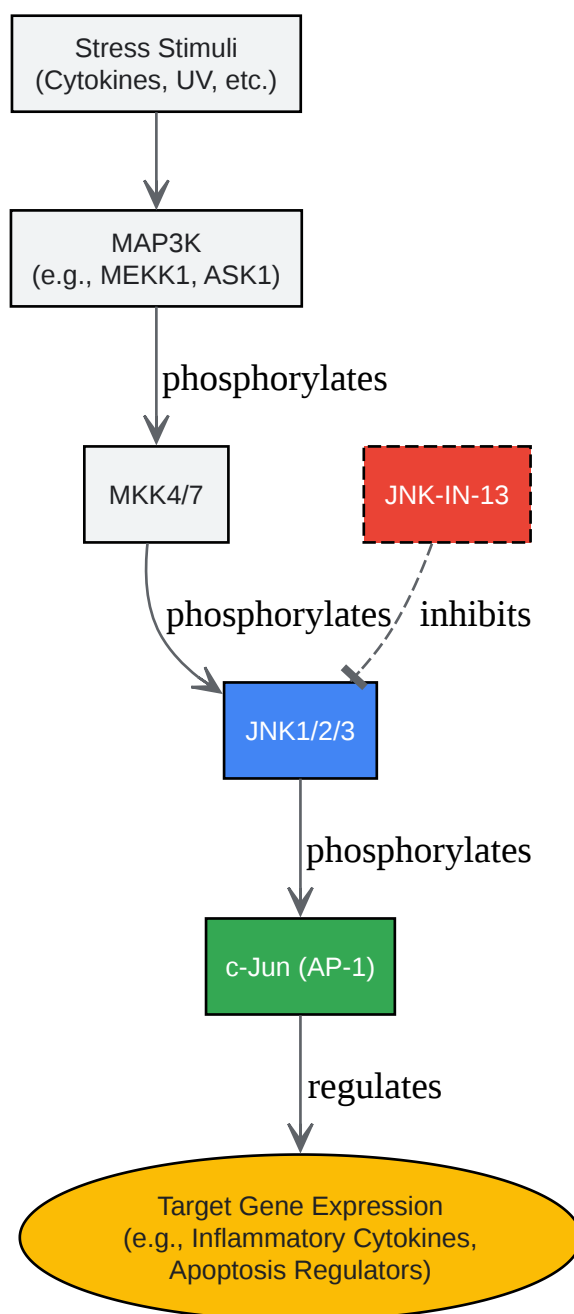 Stress Stimuli
(Cytokines, UV, etc.)
MAP3K
(e.g., MEKK1, ASK1)
phosphorylates
MKK4/7
JNK-IN-13
phosphorylates
inhibits
JNK1/2/3
phosphorylates
c-Jun (AP-1)
regulates
Target Gene Expression
(e.g., Inflammatory Cytokines,
Apoptosis Regulators)